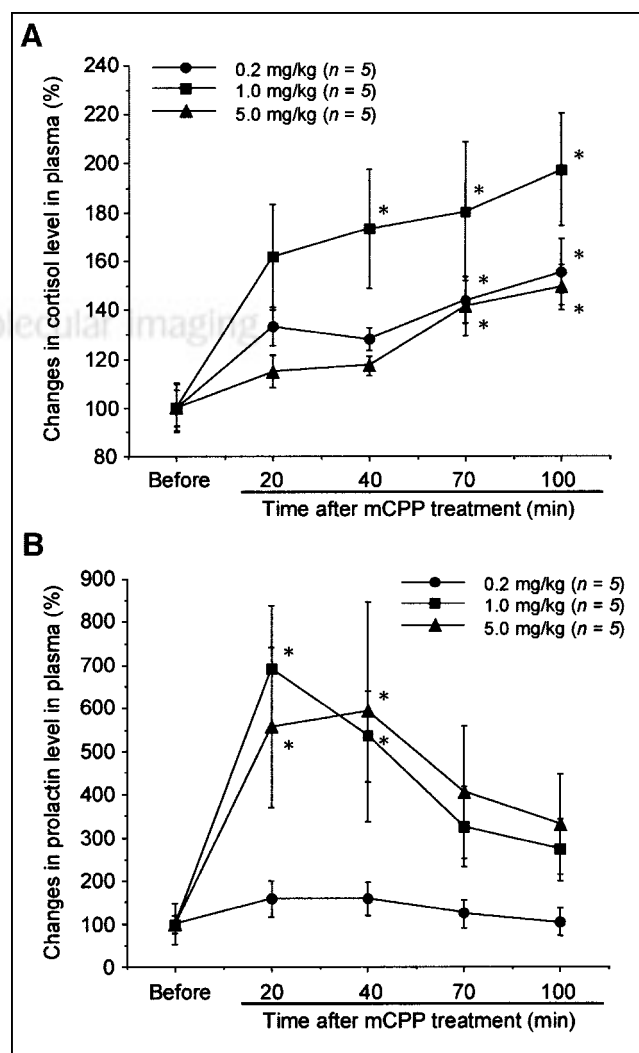 A
Changes in cortisol level in plasma (%)
240
220
200
180
160
140
120
100
80
0.2 mg/kg (n = 5)
1.0 mg/kg (n = 5)
5.0 mg/kg (n = 5)
*
*
*
*
*
*
*
olecular imaging
Before 20 40 70 100
Time after mCPP treatment (min)
B
Changes in prolactin level in plasma (%)
900
800
700
600
500
400
300
200
100
0
0.2 mg/kg (n = 5)
1.0 mg/kg (n = 5)
5.0 mg/kg (n = 5)
*
*
*
*
Before 20 40 70 100
Time after mCPP treatment (min)